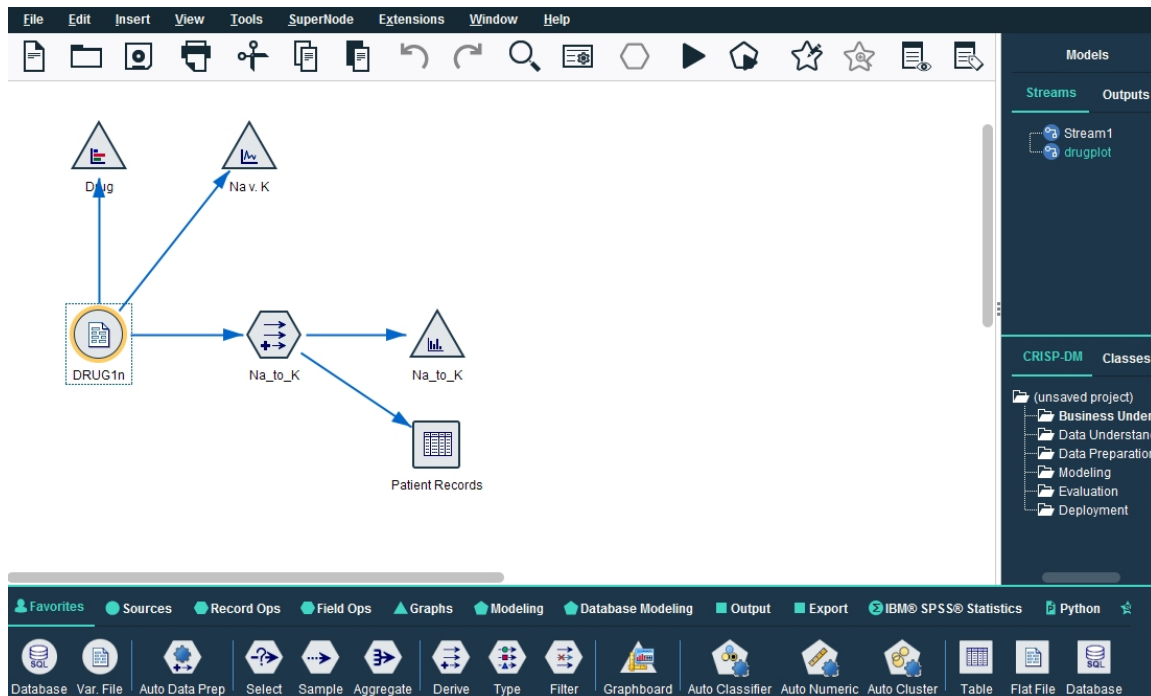 File Edit Insert View Tools SuperNode Extensions Window Help
Models
Streams Outputs
Stream1
drugplot
Drug
Na v. K
DRUG1n
Na_to_K
Na_to_K
Patient Records
CRISP-DM Classes
(unsaved project)
Business Under
Data Understan
Data Preparation
Modeling
Evaluation
Deployment
Favorites Sources Record Ops Field Ops Graphs Modeling Database Modeling Output Export IBM® SPSS® Statistics Python
SQL
SQL
Database Var. File Auto Data Prep Select Sample Aggregate Derive Type Filter Graphboard Auto Classifier Auto Numeric Auto Cluster Table Flat File Database